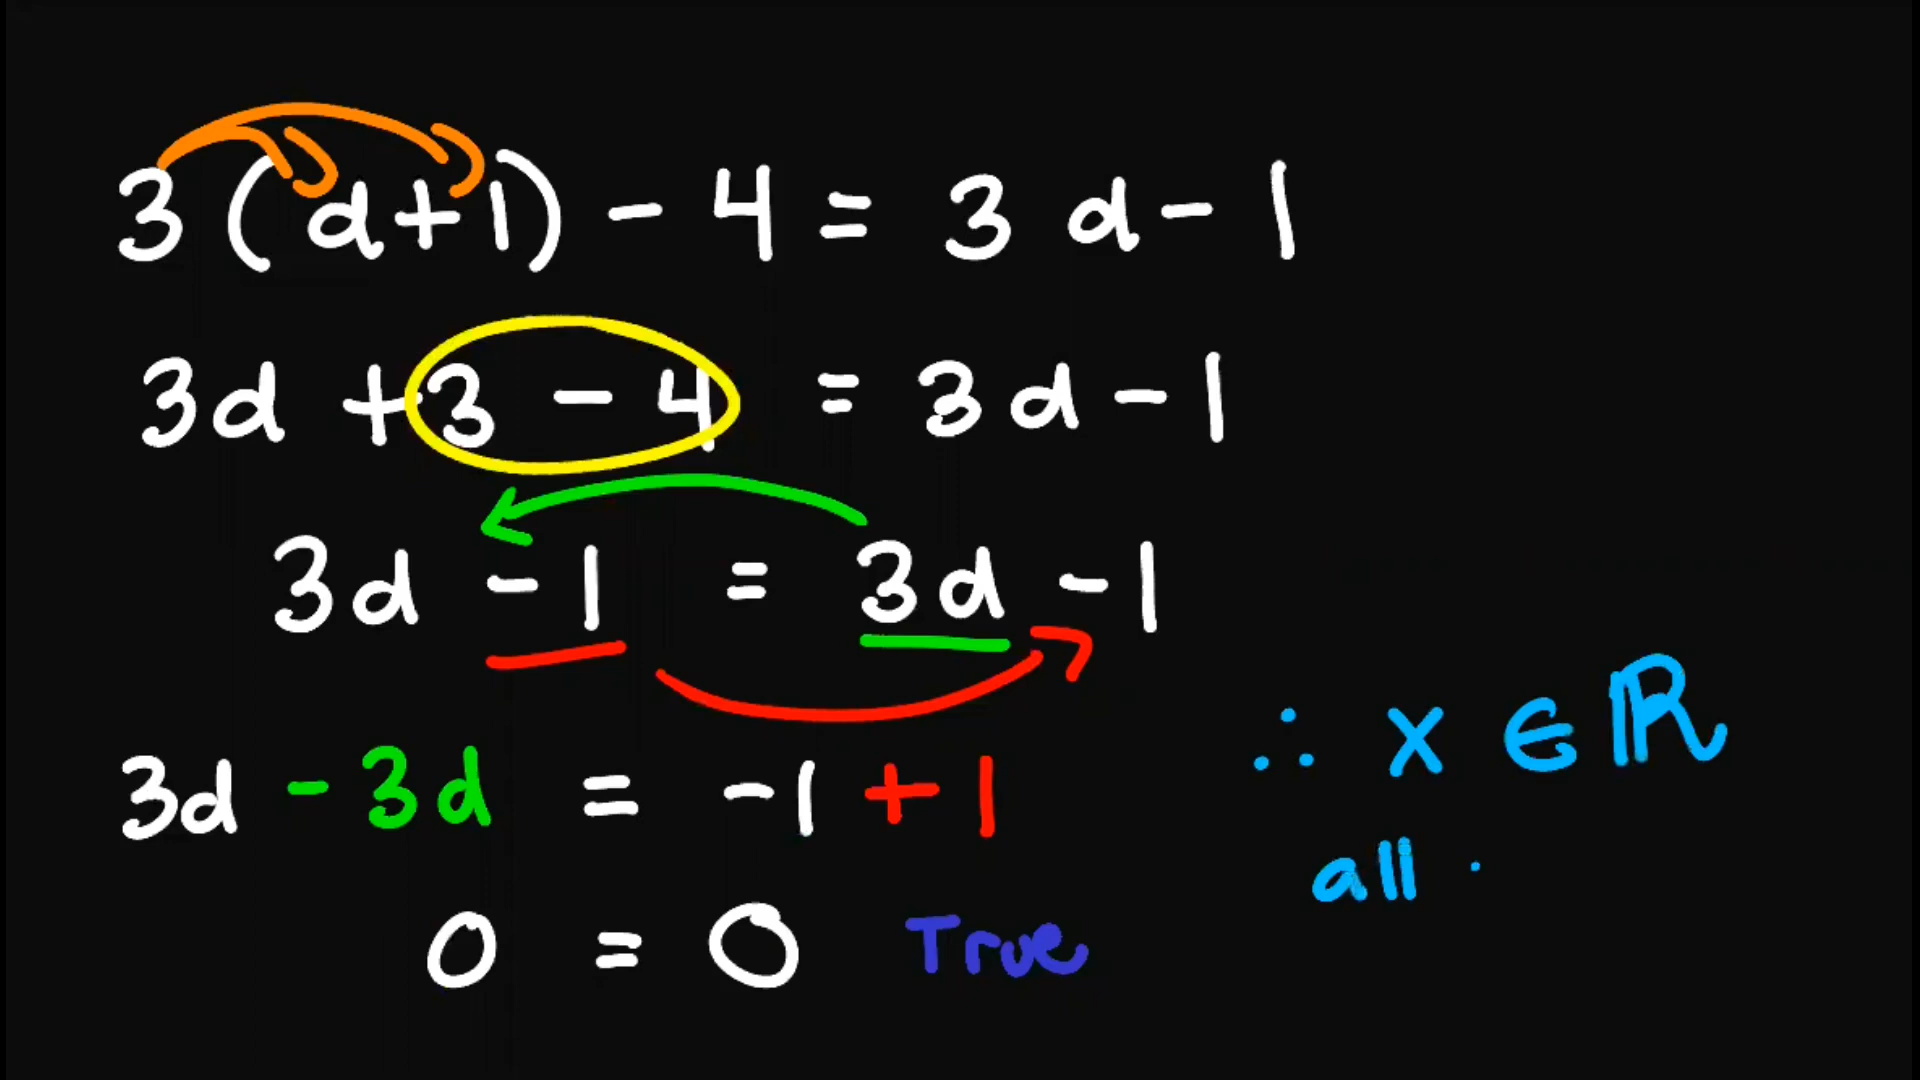 3(d+1) - 4 = 3d - 1
3d + 3 - 4 = 3d - 1
3d - 1 = 3d - 1
3d - 3d = -1 + 1
∴ x ∈ ℝ
all
0 = 0 True